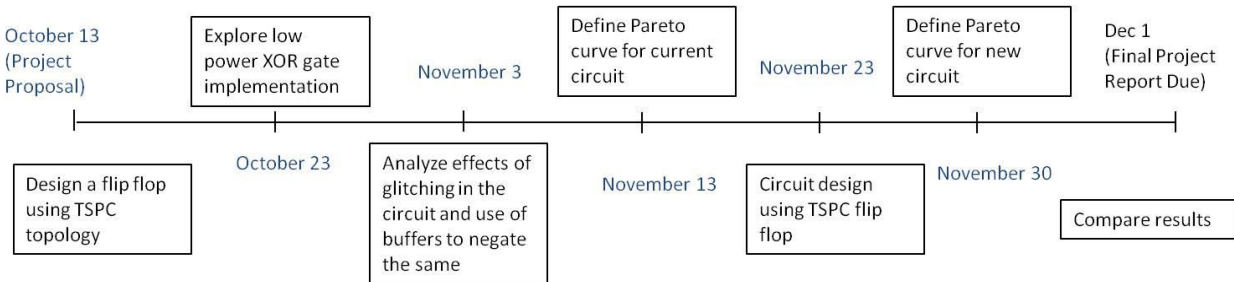 October 13
(Project
Proposal)
Explore low
power XOR gate
implementation
November 3
Define Pareto
curve for current
circuit
November 23
Define Pareto
curve for new
circuit
Dec 1
(Final Project
Report Due)
Design a flip flop
using TSPC
topology
October 23
Analyze effects of
glitching in the
circuit and use of
buffers to negate
the same
November 13
Circuit design
using TSPC flip
flop
November 30
Compare results